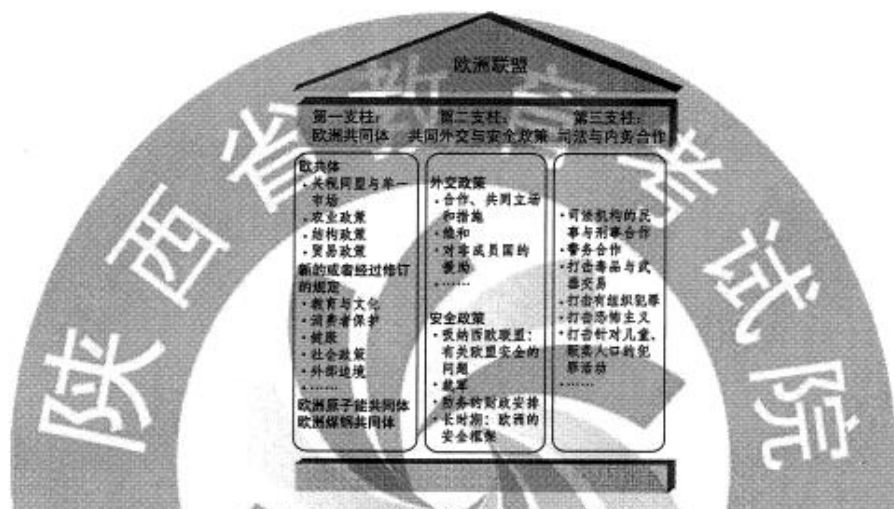 欧洲联盟
第一支柱：
欧洲共同体
第二支柱：
共同外交与安全政策
第三支柱：
司法与内务合作
欧共体
·关税同盟与单一
市场
·农业政策
·结构政策
·贸易政策
新的或者经过修订
的规定
·教育与文化
·消费者保护
·健康
·社会政策
·外部边境
·……
欧洲原子能共同体
欧洲煤钢共同体
外交政策
·合作、共同立场
和措施
·维和
·对非成员国的
援助
·……
安全政策
·吸纳西欧联盟：
有关欧盟安全的
问题
·裁军
·防务的财政安排
·长时期：欧洲的
安全框架
·司法机构的民
事与刑事合作
·警务合作
·打击毒品与武
器交易
·打击有组织犯罪
·打击恐怖主义
·打击针对儿童、
贩卖人口的犯
罪活动
·……
陕西省教育考试院